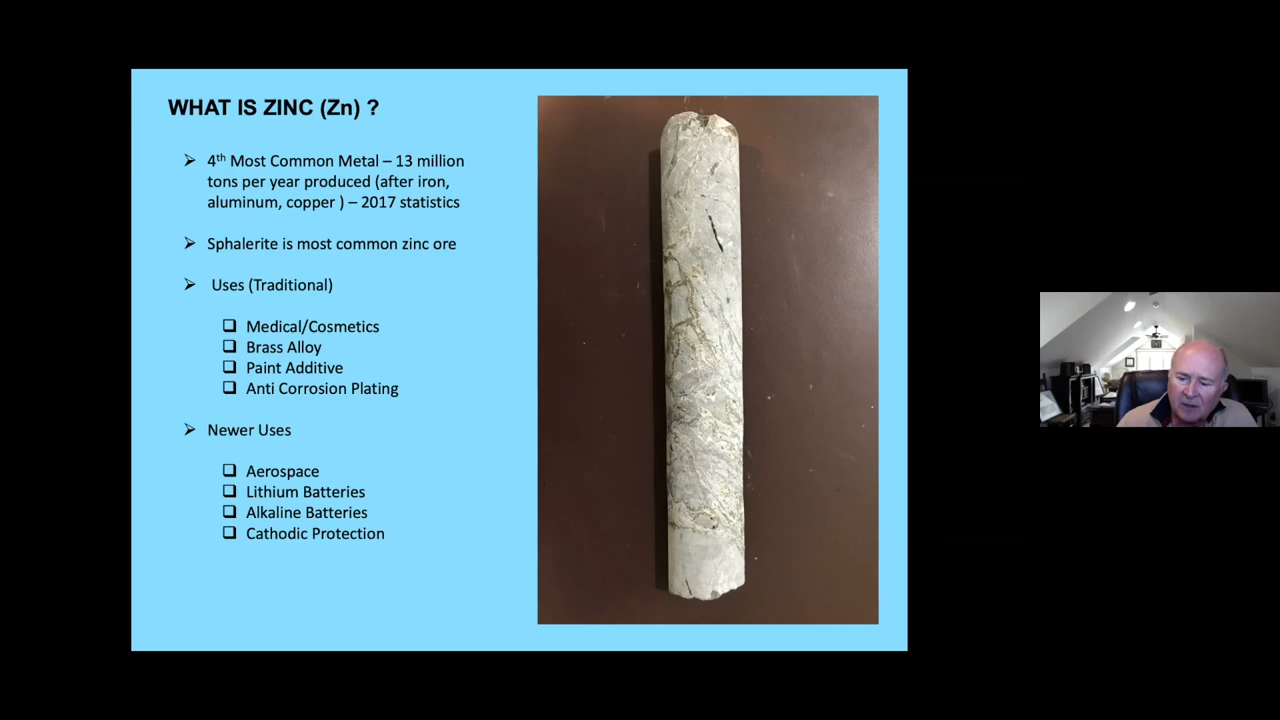 WHAT IS ZINC (Zn) ?
➢ 4th Most Common Metal – 13 million
tons per year produced (after iron,
aluminum, copper ) – 2017 statistics
➢ Sphalerite is most common zinc ore
➢ Uses (Traditional)
❑ Medical/Cosmetics
❑ Brass Alloy
❑ Paint Additive
❑ Anti Corrosion Plating
➢ Newer Uses
❑ Aerospace
❑ Lithium Batteries
❑ Alkaline Batteries
❑ Cathodic Protection